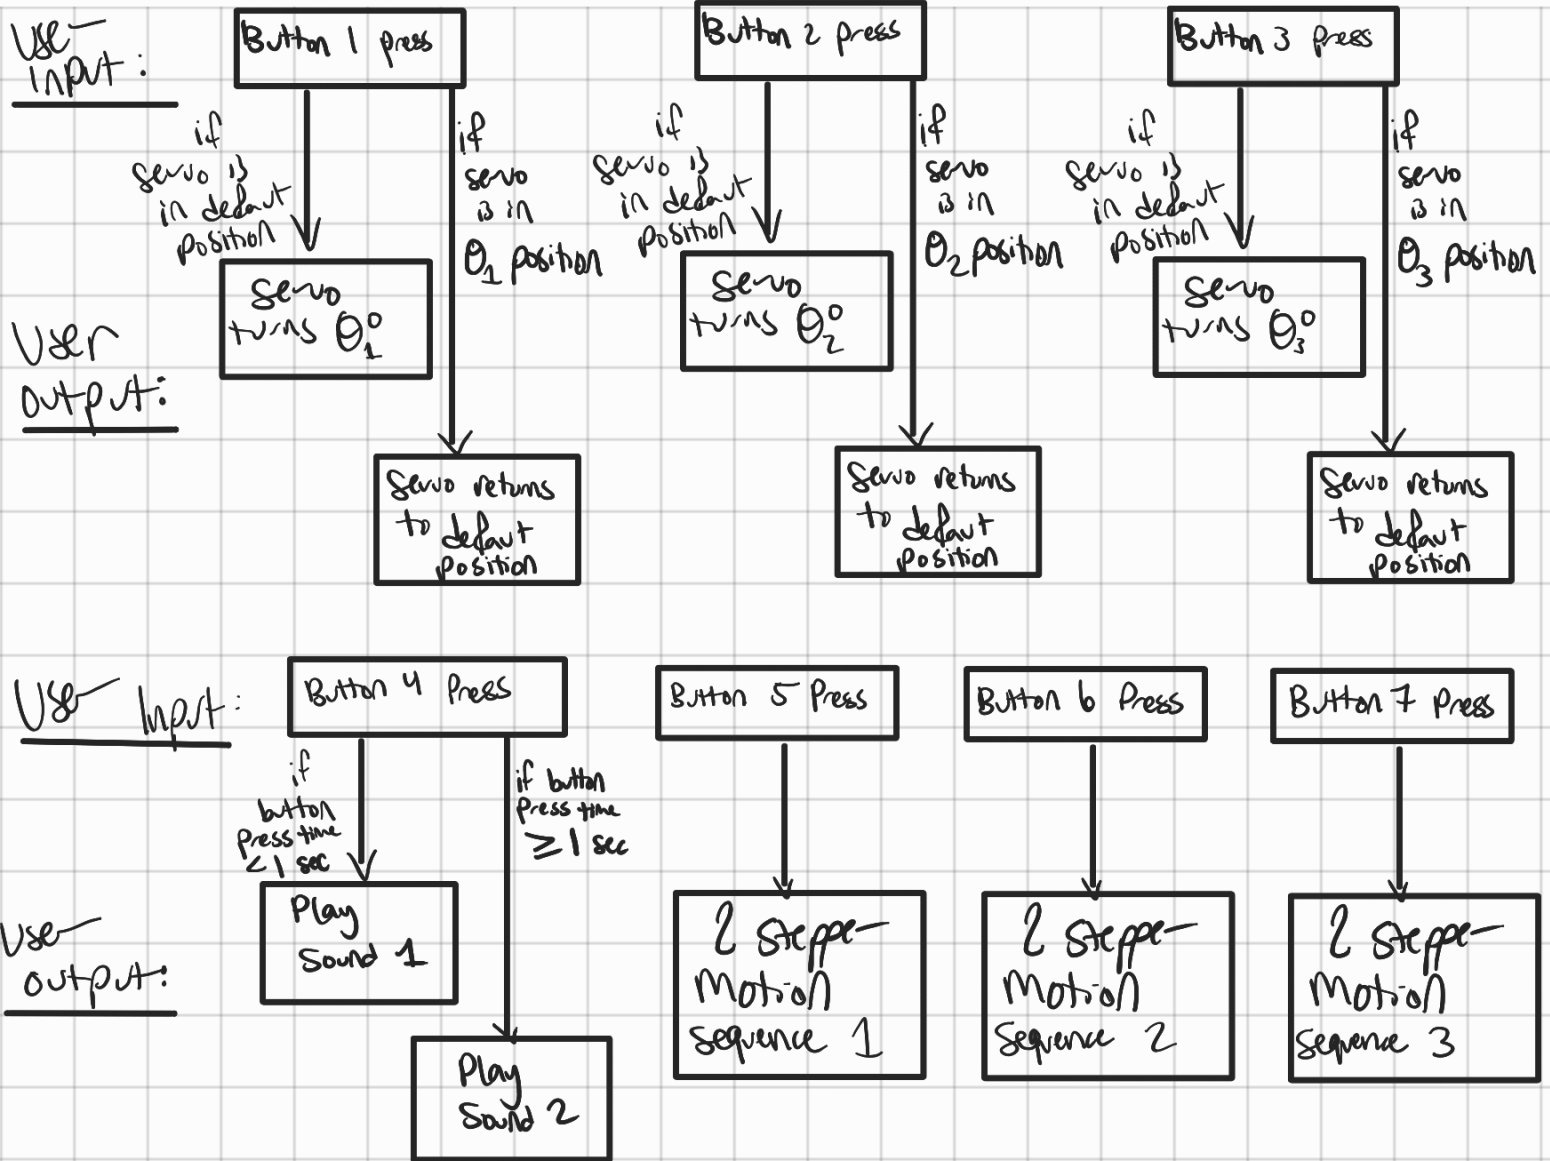 User
input:
Button 1 press
Button 2 press
Button 3 press
if
servo is
in defaut
position
if
servo
is in
θ1 position
if
servo is
in defaut
position
if
servo
is in
θ2 position
if
servo is
in defaut
position
if
servo
is in
θ3 position
User
output:
Servo
turns θ1°
Servo
turns θ2°
Servo
turns θ3°
Servo returns
to defaut
position
Servo returns
to defaut
position
Servo returns
to defaut
position
User Input:
Button 4 Press
Button 5 Press
Button 6 Press
Button 7 Press
if
button
press time
< 1 sec
if button
press time
≥ 1 sec
User
output:
Play
Sound 1
Play
Sound 2
2 Stepper
Motion
Sequence 1
2 Stepper
Motion
Sequence 2
2 Stepper
Motion
Sequence 3